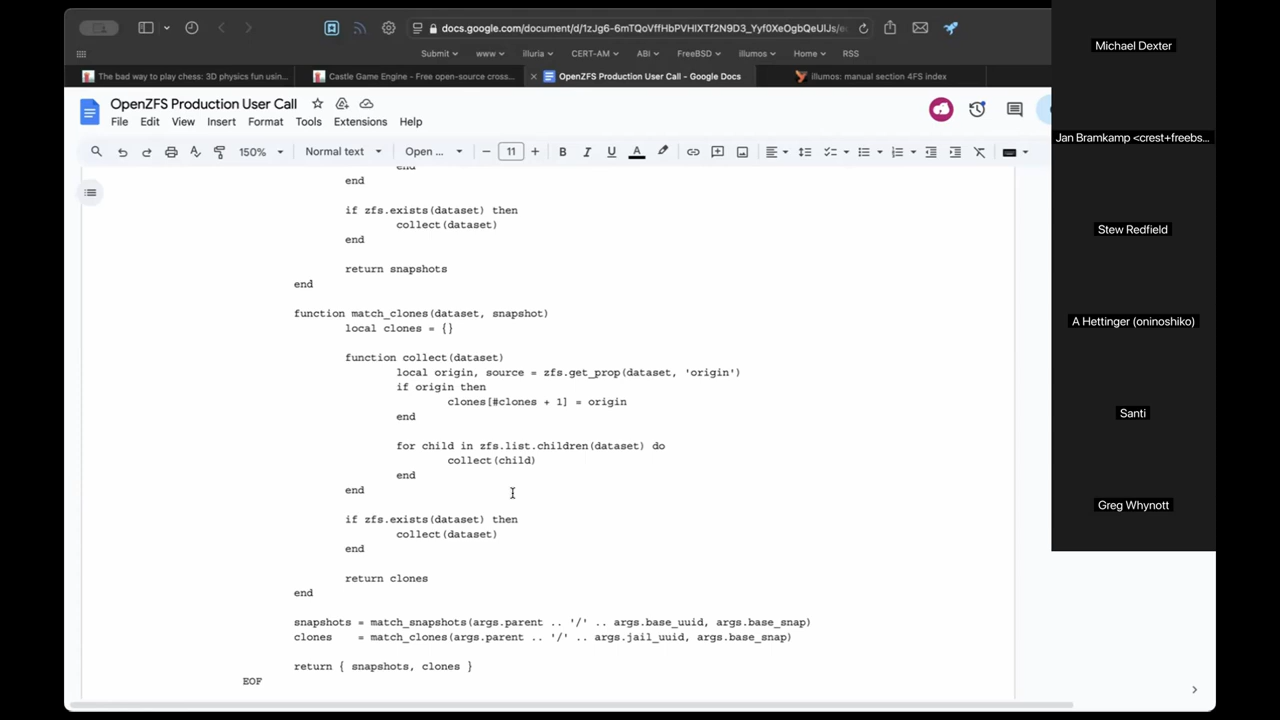 docs.google.com/document/d/1zJg6-6mTQoVffHbPVHIXTf2N9D3_Yyf0XeOgbQeUIJs/e
Submit www illuria CERT-AM ABI FreeBSD illumos Home RSS
The bad way to play chess: 3D physics fun usin... Castle Game Engine - Free open-source cross... OpenZFS Production User Call - Google Docs illumos: manual section 4FS index
OpenZFS Production User Call
File Edit View Insert Format Tools Extensions Help
150% Normal text Open ... 11 B I U A
end
end
if zfs.exists(dataset) then
collect(dataset)
end
return snapshots
end
function match_clones(dataset, snapshot)
local clones = {}
function collect(dataset)
local origin, source = zfs.get_prop(dataset, 'origin')
if origin then
clones[#clones + 1] = origin
end
for child in zfs.list.children(dataset) do
collect(child)
end
end
if zfs.exists(dataset) then
collect(dataset)
end
return clones
end
snapshots = match_snapshots(args.parent .. '/' .. args.base_uuid, args.base_snap)
clones = match_clones(args.parent .. '/' .. args.jail_uuid, args.base_snap)
return { snapshots, clones }
EOF
Michael Dexter
Jan Bramkamp <crest+freebs...
Stew Redfield
A Hettinger (oninoshiko)
Santi
Greg Whynott